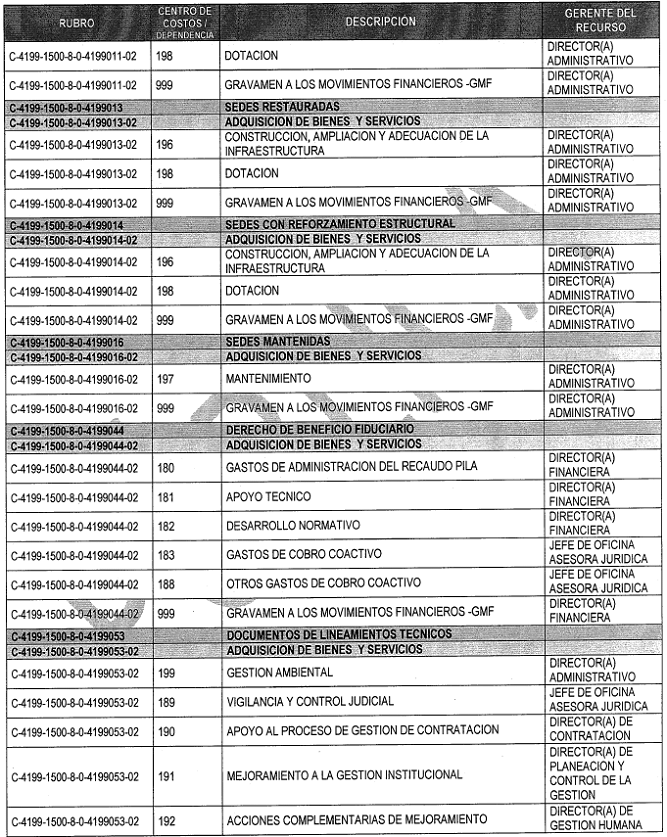 RUBRO CENTRO DE COSTOS / DEPENDENCIA DESCRIPCIÓN GERENTE DEL RECURSO
C-4199-1500-8-0-4199011-02 198 DOTACION DIRECTOR(A) ADMINISTRATIVO
C-4199-1500-8-0-4199011-02 999 GRAVAMEN A LOS MOVIMIENTOS FINANCIEROS -GMF DIRECTOR(A) ADMINISTRATIVO
C-4199-1500-8-0-4199013 SEDES RESTAURADAS
C-4199-1500-8-0-4199013-02 ADQUISICION DE BIENES Y SERVICIOS
C-4199-1500-8-0-4199013-02 196 CONSTRUCCION, AMPLIACION Y ADECUACION DE LA INFRAESTRUCTURA DIRECTOR(A) ADMINISTRATIVO
C-4199-1500-8-0-4199013-02 198 DOTACION DIRECTOR(A) ADMINISTRATIVO
C-4199-1500-8-0-4199013-02 999 GRAVAMEN A LOS MOVIMIENTOS FINANCIEROS -GMF DIRECTOR(A) ADMINISTRATIVO
C-4199-1500-8-0-4199014 SEDES CON REFORZAMIENTO ESTRUCTURAL
C-4199-1500-8-0-4199014-02 ADQUISICION DE BIENES Y SERVICIOS
C-4199-1500-8-0-4199014-02 196 CONSTRUCCION, AMPLIACION Y ADECUACION DE LA INFRAESTRUCTURA DIRECTOR(A) ADMINISTRATIVO
C-4199-1500-8-0-4199014-02 198 DOTACION DIRECTOR(A) ADMINISTRATIVO
C-4199-1500-8-0-4199014-02 999 GRAVAMEN A LOS MOVIMIENTOS FINANCIEROS -GMF DIRECTOR(A) ADMINISTRATIVO
C-4199-1500-8-0-4199016 SEDES MANTENIDAS
C-4199-1500-8-0-4199016-02 ADQUISICION DE BIENES Y SERVICIOS
C-4199-1500-8-0-4199016-02 197 MANTENIMIENTO DIRECTOR(A) ADMINISTRATIVO
C-4199-1500-8-0-4199016-02 999 GRAVAMEN A LOS MOVIMIENTOS FINANCIEROS -GMF DIRECTOR(A) ADMINISTRATIVO
C-4199-1500-8-0-4199044 DERECHO DE BENEFICIO FIDUCIARIO
C-4199-1500-8-0-4199044-02 ADQUISICION DE BIENES Y SERVICIOS
C-4199-1500-8-0-4199044-02 180 GASTOS DE ADMINISTRACION DEL RECAUDO PILA DIRECTOR(A) FINANCIERA
C-4199-1500-8-0-4199044-02 181 APOYO TECNICO DIRECTOR(A) FINANCIERA
C-4199-1500-8-0-4199044-02 182 DESARROLLO NORMATIVO DIRECTOR(A) FINANCIERA
C-4199-1500-8-0-4199044-02 183 GASTOS DE COBRO COACTIVO JEFE DE OFICINA ASESORA JURIDICA
C-4199-1500-8-0-4199044-02 188 OTROS GASTOS DE COBRO COACTIVO JEFE DE OFICINA ASESORA JURIDICA
C-4199-1500-8-0-4199044-02 999 GRAVAMEN A LOS MOVIMIENTOS FINANCIEROS -GMF DIRECTOR(A) FINANCIERA
C-4199-1500-8-0-4199053 DOCUMENTOS DE LINEAMIENTOS TECNICOS
C-4199-1500-8-0-4199053-02 ADQUISICION DE BIENES Y SERVICIOS
C-4199-1500-8-0-4199053-02 199 GESTION AMBIENTAL DIRECTOR(A) ADMINISTRATIVO
C-4199-1500-8-0-4199053-02 189 VIGILANCIA Y CONTROL JUDICIAL JEFE DE OFICINA ASESORA JURIDICA
C-4199-1500-8-0-4199053-02 190 APOYO AL PROCESO DE GESTION DE CONTRATACION DIRECTOR(A) DE CONTRATACION
C-4199-1500-8-0-4199053-02 191 MEJORAMIENTO A LA GESTION INSTITUCIONAL DIRECTOR(A) DE PLANEACION Y CONTROL DE LA GESTION
C-4199-1500-8-0-4199053-02 192 ACCIONES COMPLEMENTARIAS DE MEJORAMIENTO DIRECTOR(A) DE GESTION HUMANA